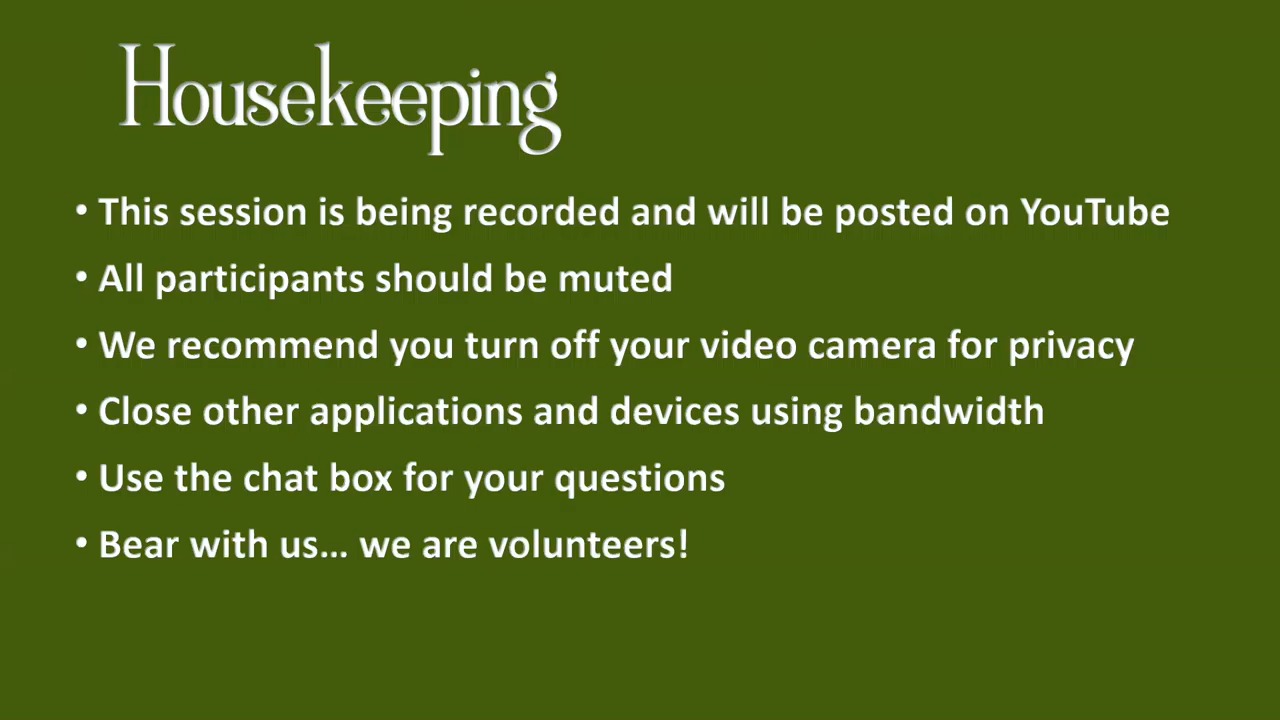 Housekeeping
• This session is being recorded and will be posted on YouTube
• All participants should be muted
• We recommend you turn off your video camera for privacy
• Close other applications and devices using bandwidth
• Use the chat box for your questions
• Bear with us… we are volunteers!